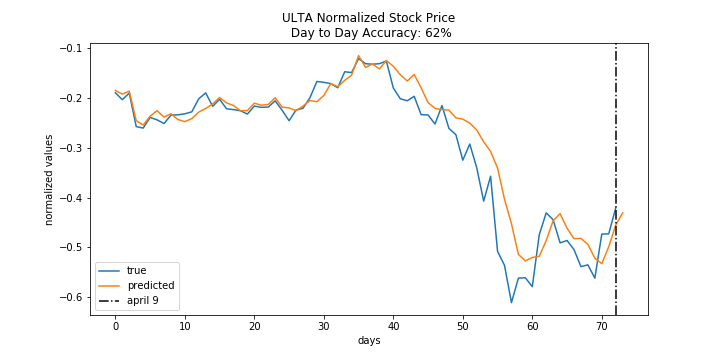 ULTA Normalized Stock Price
Day to Day Accuracy: 62%
−0.1
−0.2
−0.3
−0.4
−0.5
−0.6
normalized values
true
predicted
april 9
0
10
20
30
40
50
60
70
days